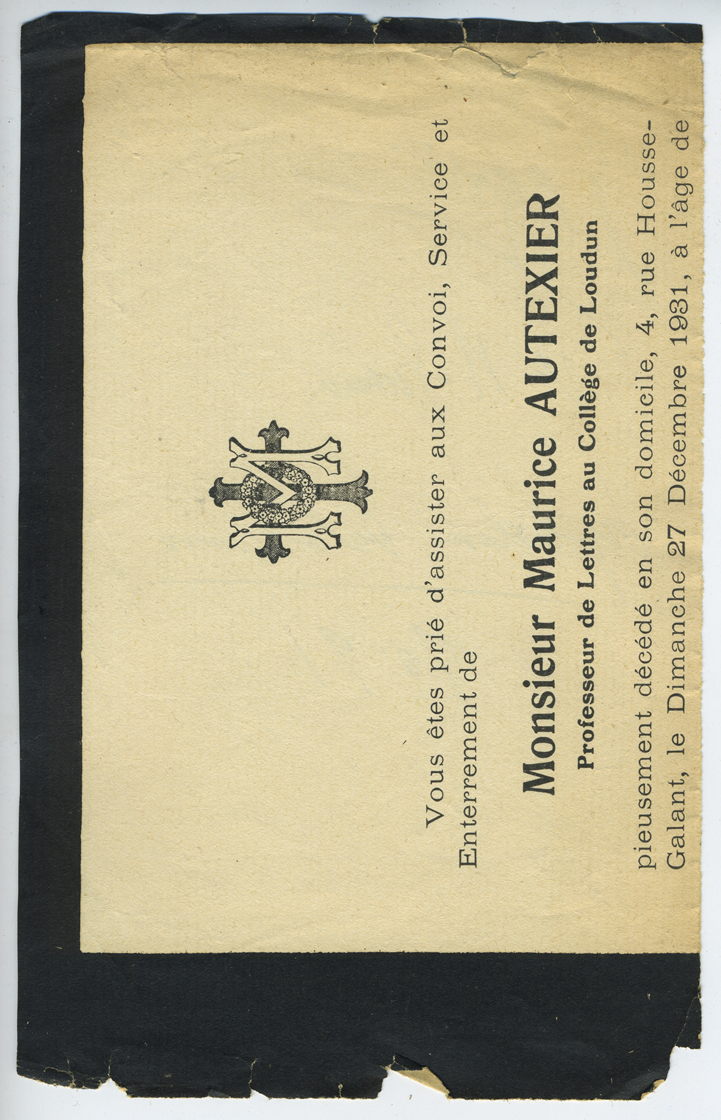 M
Vous êtes prié d'assister aux Convoi, Service et
Enterrement de
Monsieur Maurice AUTEXIER
Professeur de Lettres au Collège de Loudun
pieusement décédé en son domicile, 4, rue Housse-
Galant, le Dimanche 27 Décembre 1931, à l'âge de